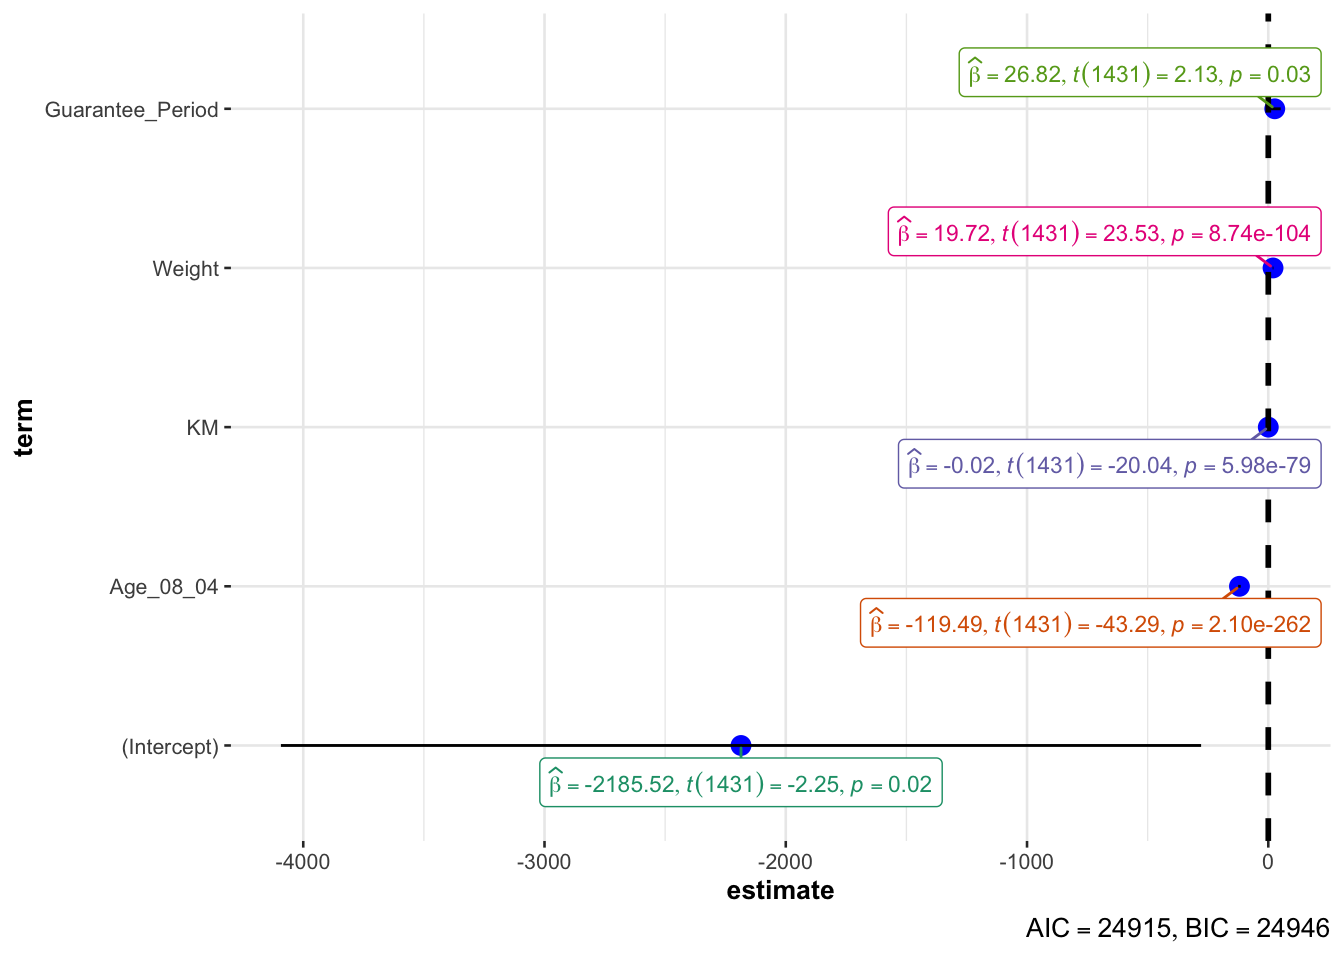 β̂ = 26.82, t(1431) = 2.13, p = 0.03
Guarantee_Period
β̂ = 19.72, t(1431) = 23.53, p = 8.74e-104
Weight
KM
β̂ = -0.02, t(1431) = -20.04, p = 5.98e-79
Age_08_04
β̂ = -119.49, t(1431) = -43.29, p = 2.10e-262
(Intercept)
β̂ = -2185.52, t(1431) = -2.25, p = 0.02
term
-4000 -3000 -2000 -1000 0
estimate
AIC = 24915, BIC = 24946